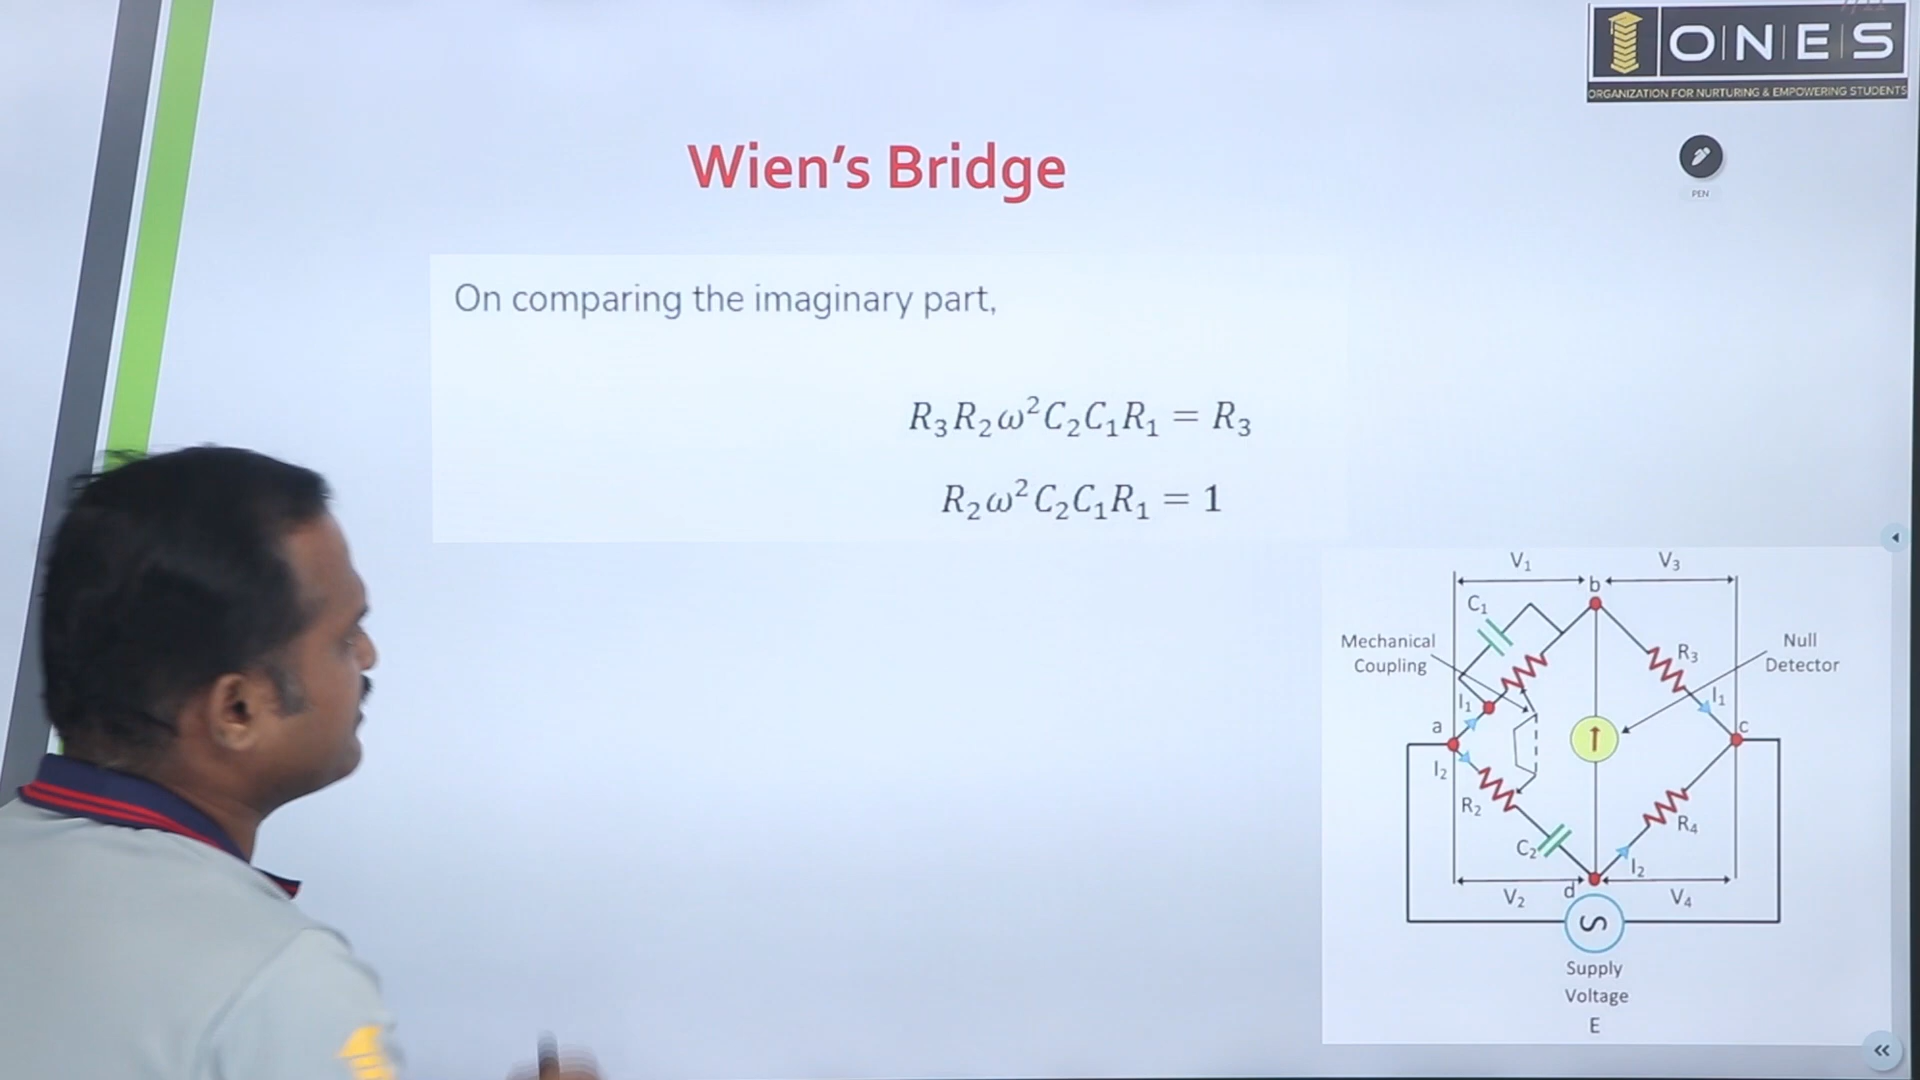 ONES
ORGANIZATION FOR NURTURING & EMPOWERING STUDENTS
PEN
Wien's Bridge
On comparing the imaginary part,
R₃R₂ω²C₂C₁R₁ = R₃
R₂ω²C₂C₁R₁ = 1
V₁
V₃
b
C₁
Mechanical
Coupling
R₃
Null
Detector
I₁
I₁
a
c
I₂
R₂
R₄
C₂
I₂
d
V₂
V₄
Supply
Voltage
E